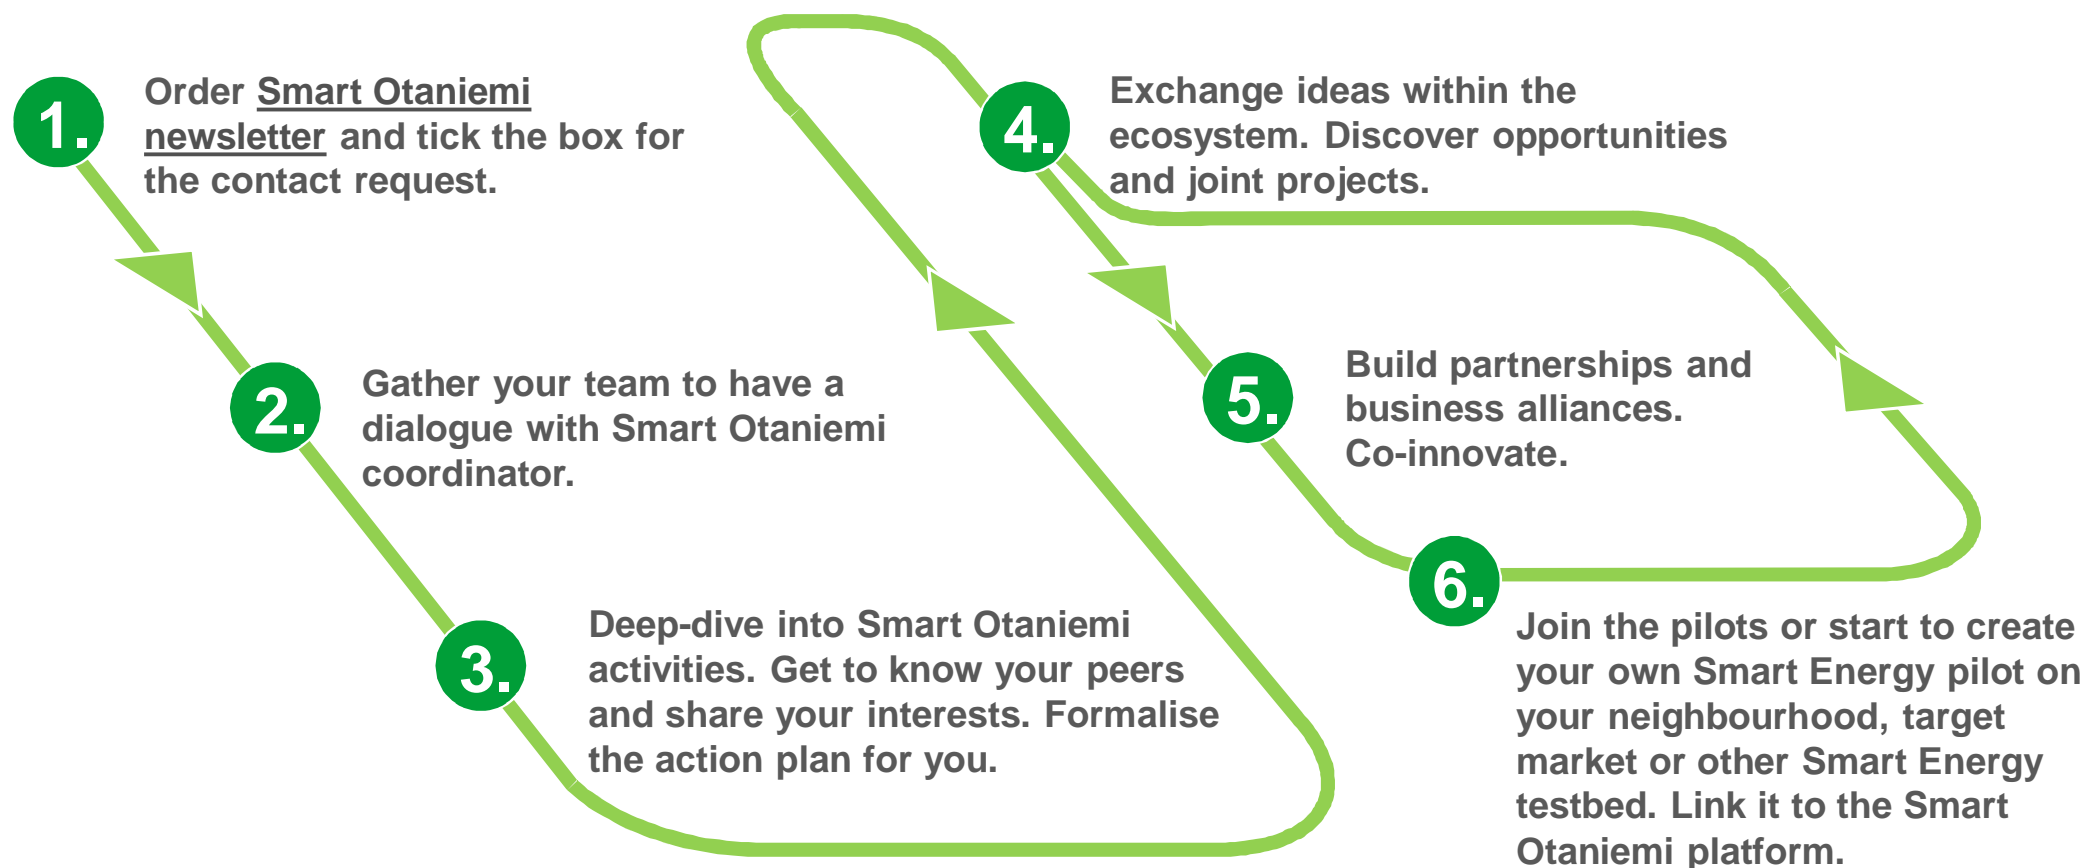 1.
Order Smart Otaniemi
newsletter and tick the box for
the contact request.
2.
Gather your team to have a
dialogue with Smart Otaniemi
coordinator.
3.
Deep-dive into Smart Otaniemi
activities. Get to know your peers
and share your interests. Formalise
the action plan for you.
4.
Exchange ideas within the
ecosystem. Discover opportunities
and joint projects.
5.
Build partnerships and
business alliances.
Co-innovate.
6.
Join the pilots or start to create
your own Smart Energy pilot on
your neighbourhood, target
market or other Smart Energy
testbed. Link it to the Smart
Otaniemi platform.